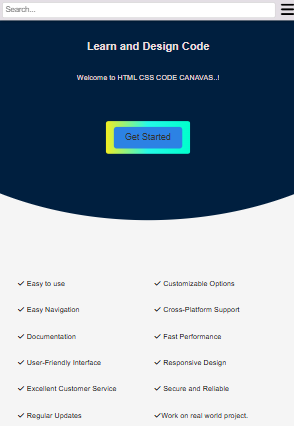 Search...
Learn and Design Code
Welcome to HTML CSS CODE CANAVAS..!
Get Started
Easy to use
Customizable Options
Easy Navigation
Cross-Platform Support
Documentation
Fast Performance
User-Friendly Interface
Responsive Design
Excellent Customer Service
Secure and Reliable
Regular Updates
Work on real world project.